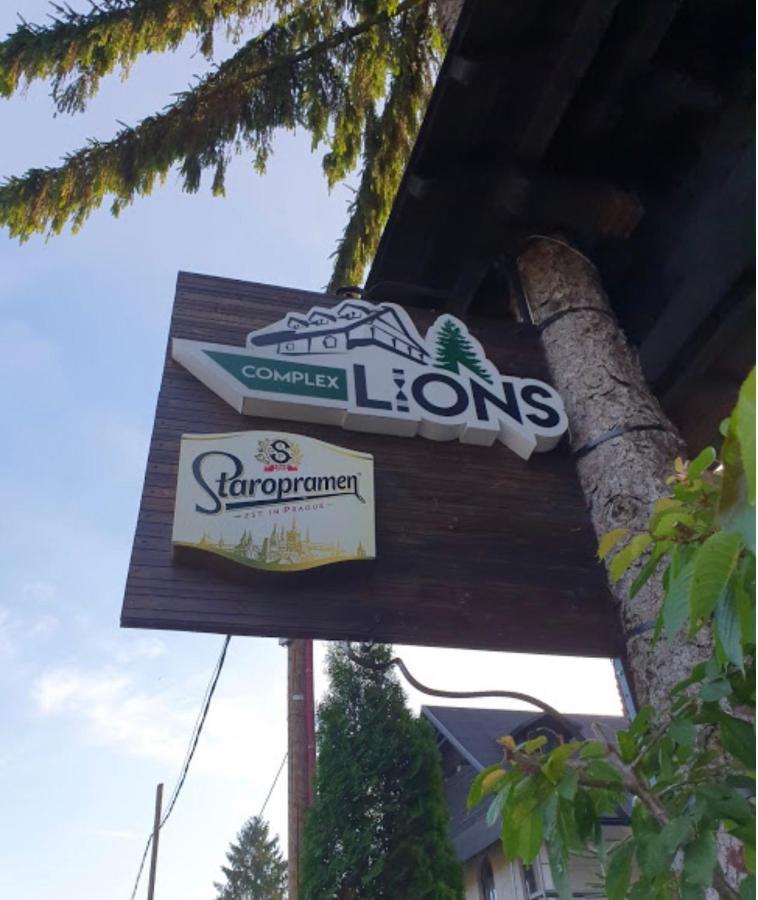 COMPLEX LiONS
S
Staropramen
EST IN PRAGUE